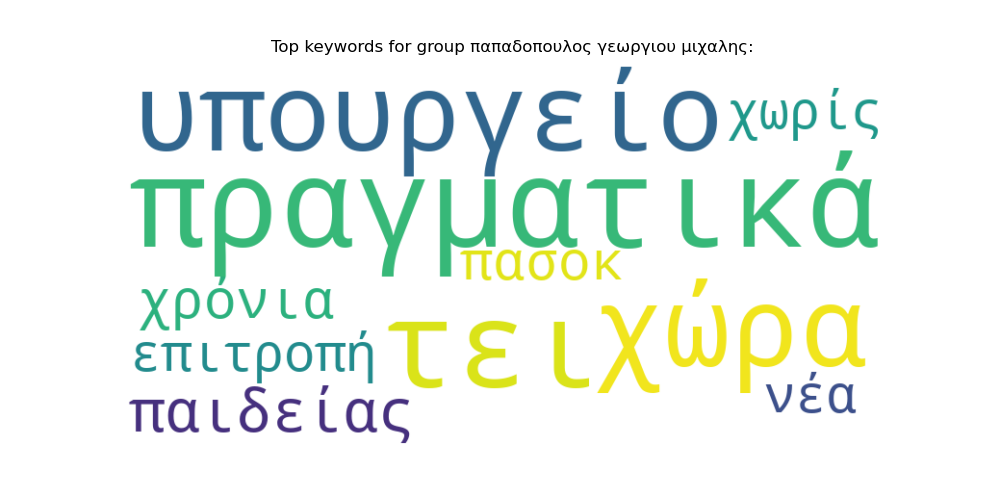 Top keywords for group παπαδοπουλος γεωργιου μιχαλης:
υπουργείο χωρίς
πραγματικά
πασοκ
χρόνια
τει χώρα
επιτροπή
νέα
παιδείας